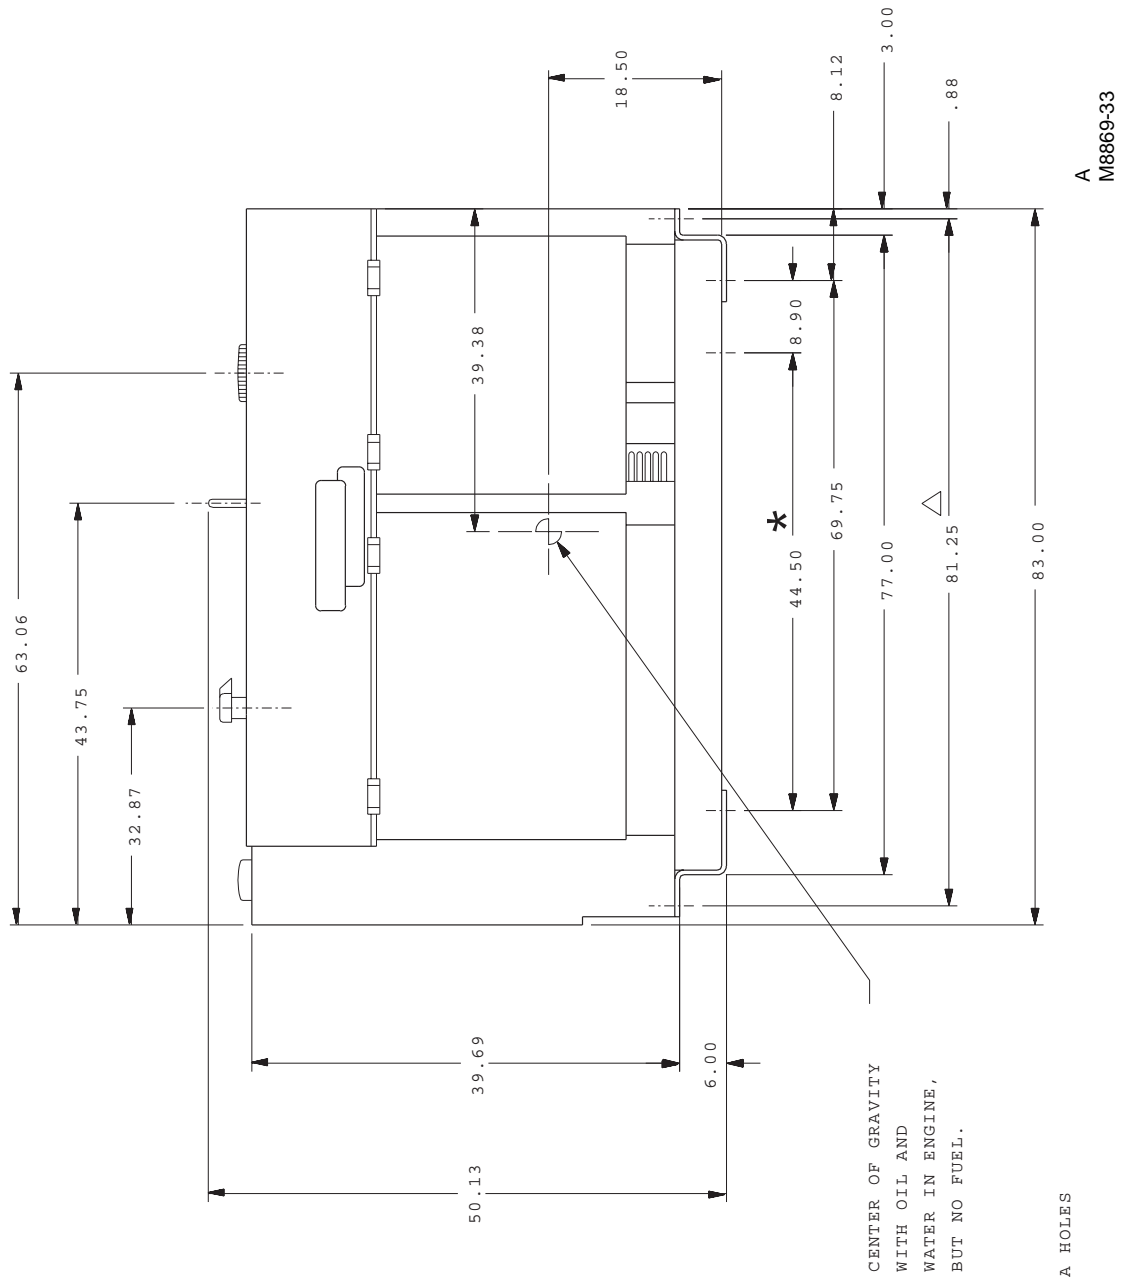 63.06
43.75
32.87
18.50
8.12
3.00
.88
39.38
8.90
44.50
*
69.75
77.00
81.25
83.00
39.69
6.00
50.13
CENTER OF GRAVITY
WITH OIL AND
WATER IN ENGINE,
BUT NO FUEL.
A HOLES
A
M8869-33